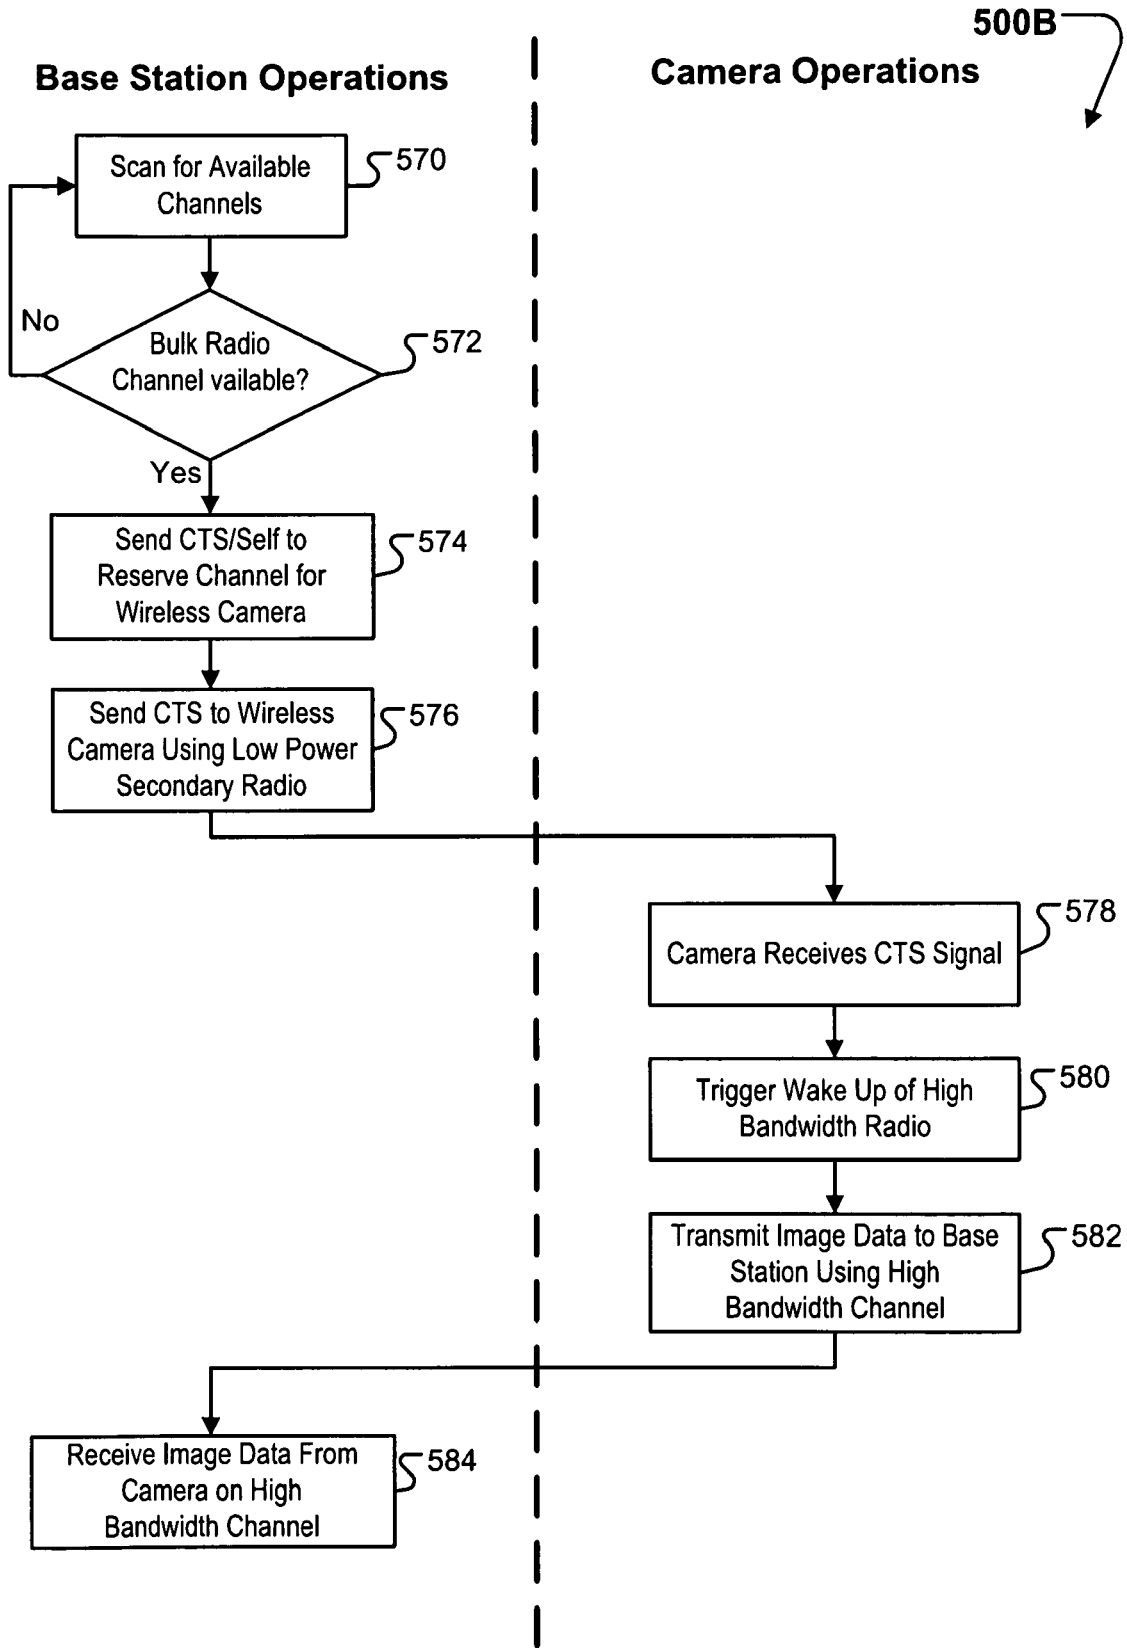 500B
Base Station Operations
Camera Operations
Scan for Available
Channels
570
No
Bulk Radio
Channel vailable?
572
Yes
Send CTS/Self to
Reserve Channel for
Wireless Camera
574
Send CTS to Wireless
Camera Using Low Power
Secondary Radio
576
Camera Receives CTS Signal
578
Trigger Wake Up of High
Bandwidth Radio
580
Transmit Image Data to Base
Station Using High
Bandwidth Channel
582
Receive Image Data From
Camera on High
Bandwidth Channel
584